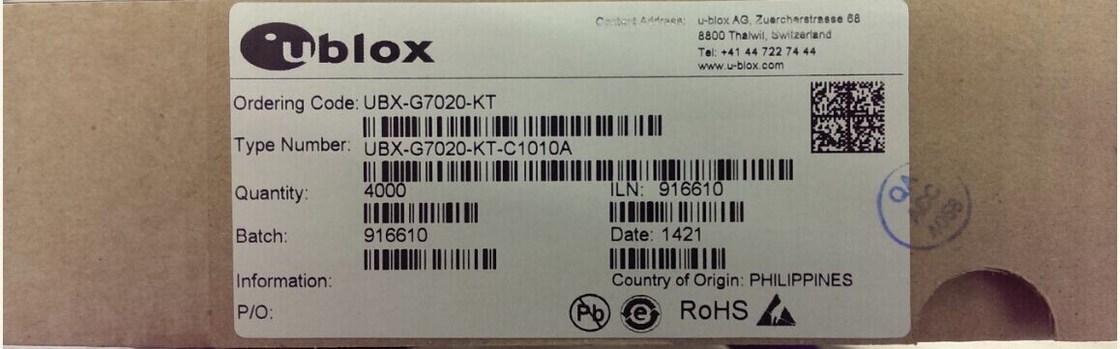 ublox
Contact Address: u-blox AG, Zuercherstrasse 68
8800 Thalwil, Switzerland
Tel: +41 44 722 74 44
www.u-blox.com
Ordering Code: UBX-G7020-KT
Type Number: UBX-G7020-KT-C1010A
Quantity: 4000 ILN: 916610
Batch: 916610 Date: 1421
Information: Country of Origin: PHILIPPINES
P/O: Pb e RoHS
QA
ACC